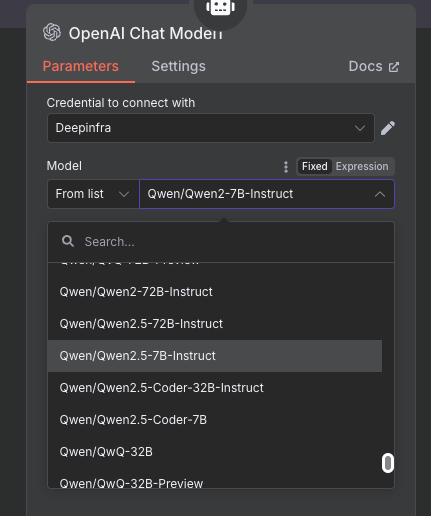 OpenAI Chat Model1
Parameters
Settings
Docs
Credential to connect with
Deepinfra
Model
Fixed
Expression
From list
Qwen/Qwen2-7B-Instruct
Search...
Qwen/Qwen2-72B-Instruct
Qwen/Qwen2.5-72B-Instruct
Qwen/Qwen2.5-7B-Instruct
Qwen/Qwen2.5-Coder-32B-Instruct
Qwen/Qwen2.5-Coder-7B
Qwen/QwQ-32B
Qwen/QwQ-32B-Preview